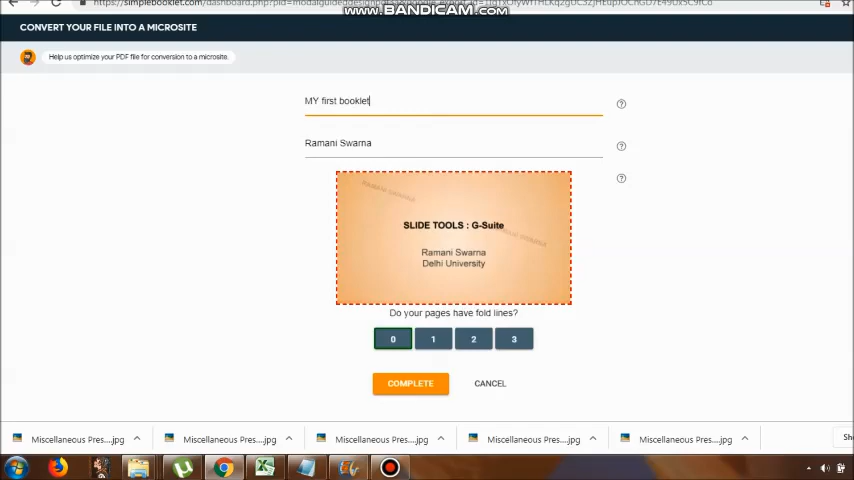 www.BANDICAM.com
CONVERT YOUR FILE INTO A MICROSITE
Help us optimize your PDF file for conversion to a microsite.
MY first booklet
Ramani Swarna
RAMANI SWARNA
SLIDE TOOLS : G-Suite
Ramani Swarna
Delhi University
Do your pages have fold lines?
0 1 2 3
COMPLETE CANCEL
Miscellaneous Pres....jpg Miscellaneous Pres....jpg Miscellaneous Pres....jpg Miscellaneous Pres....jpg Miscellaneous Pres....jpg